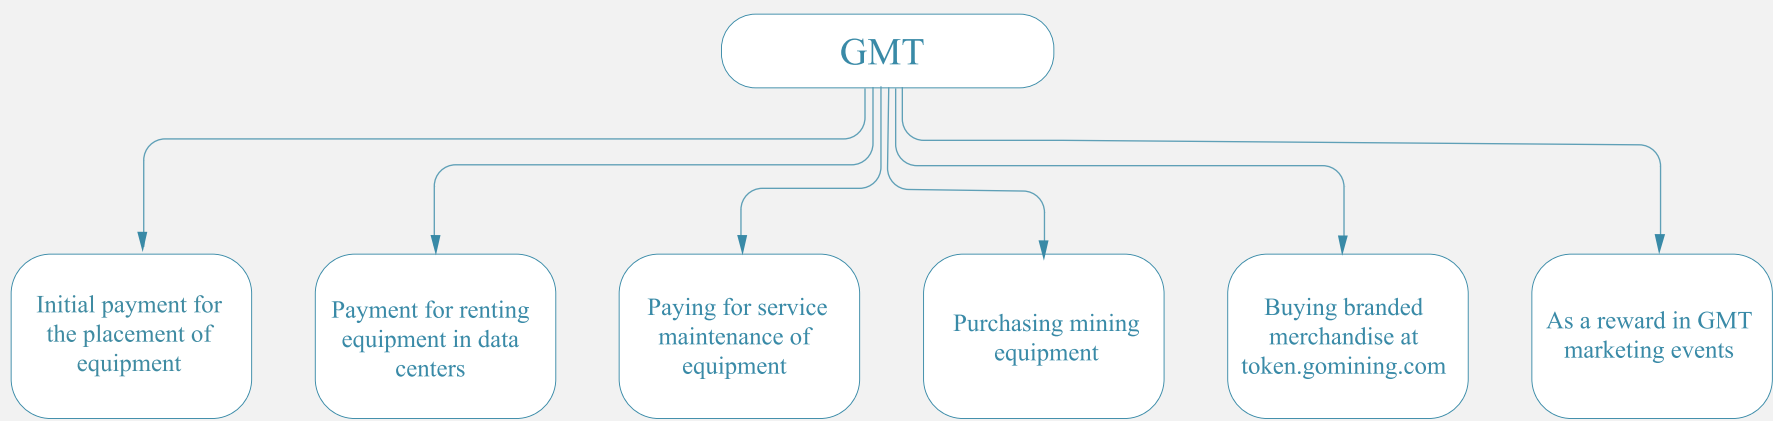 GMT
Initial payment for
the placement of
equipment
Payment for renting
equipment in data
centers
Paying for service
maintenance of
equipment
Purchasing mining
equipment
Buying branded
merchandise at
token.gomining.com
As a reward in GMT
marketing events